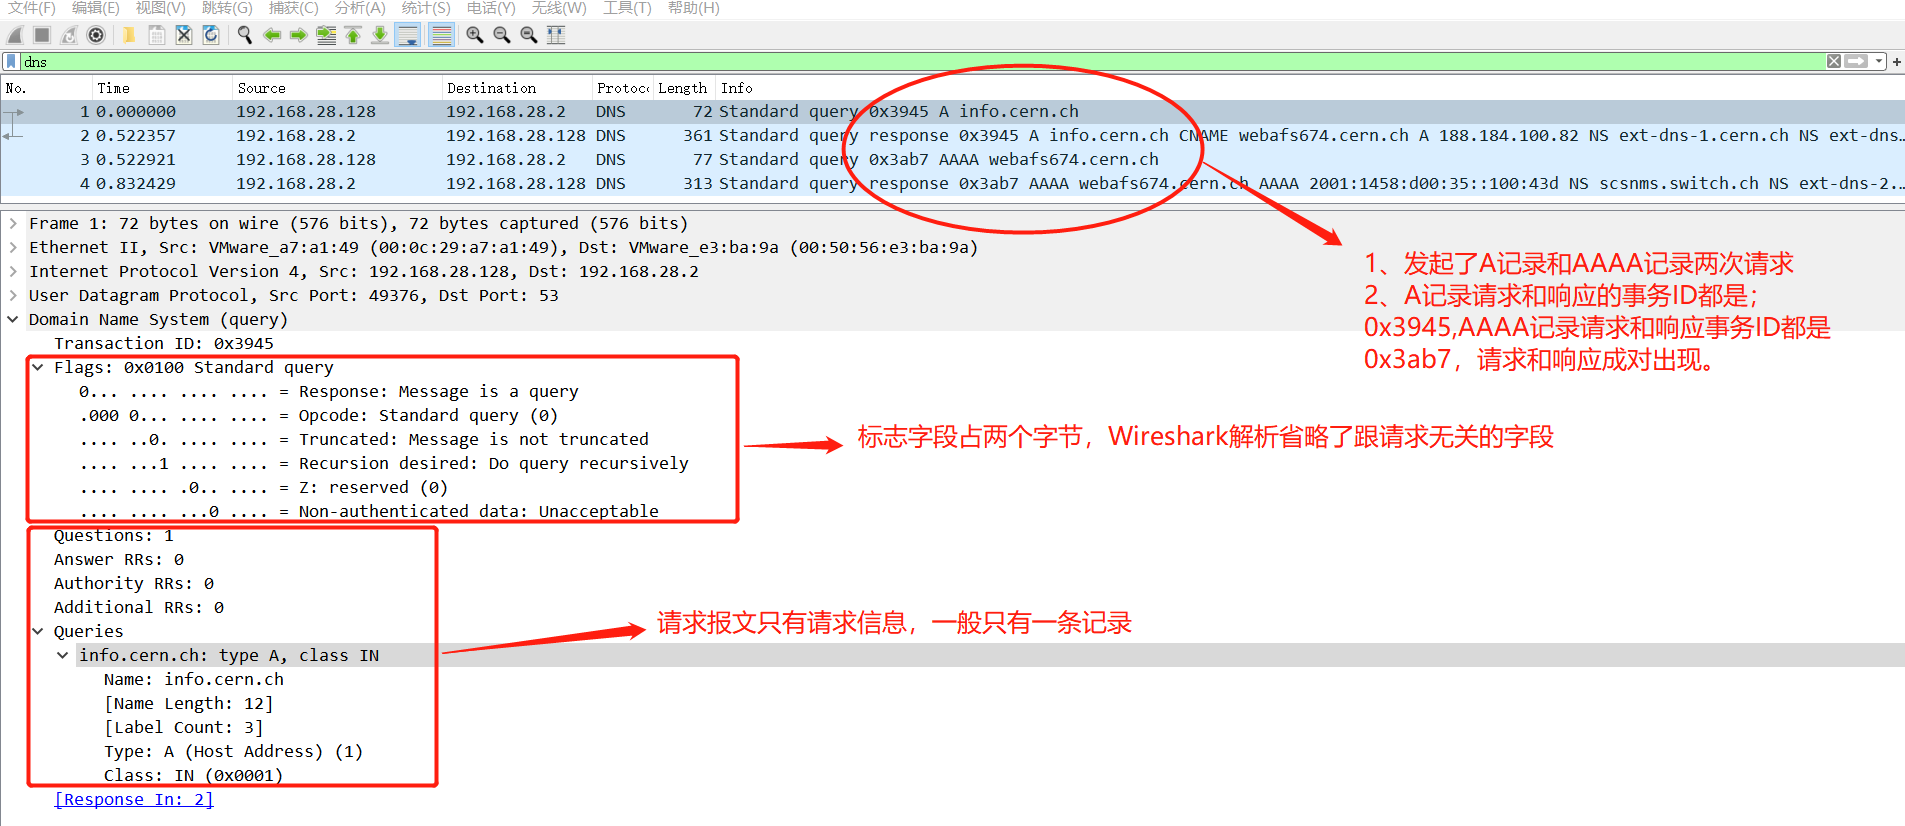 文件(F) 编辑(E) 视图(V) 跳转(G) 捕获(C) 分析(A) 统计(S) 电话(Y) 无线(W) 工具(T) 帮助(H)
dns
No. Time Source Destination Protoc Length Info
1 0.000000 192.168.28.128 192.168.28.2 DNS 72 Standard query 0x3945 A info.cern.ch
2 0.522357 192.168.28.2 192.168.28.128 DNS 361 Standard query response 0x3945 A info.cern.ch CNAME webafs674.cern.ch A 188.184.100.82 NS ext-dns-1.cern.ch NS ext-dns…
3 0.522921 192.168.28.128 192.168.28.2 DNS 77 Standard query 0x3ab7 AAAA webafs674.cern.ch
4 0.832429 192.168.28.2 192.168.28.128 DNS 313 Standard query response 0x3ab7 AAAA webafs674.cern.ch AAAA 2001:1458:d00:35::100:43d NS scsnms.switch.ch NS ext-dns-2…
Frame 1: 72 bytes on wire (576 bits), 72 bytes captured (576 bits)
Ethernet II, Src: VMware_a7:a1:49 (00:0c:29:a7:a1:49), Dst: VMware_e3:ba:9a (00:50:56:e3:ba:9a)
Internet Protocol Version 4, Src: 192.168.28.128, Dst: 192.168.28.2
User Datagram Protocol, Src Port: 49376, Dst Port: 53
Domain Name System (query)
Transaction ID: 0x3945
Flags: 0x0100 Standard query
0... .... .... .... = Response: Message is a query
.000 0... .... .... = Opcode: Standard query (0)
.... ..0. .... .... = Truncated: Message is not truncated
.... ...1 .... .... = Recursion desired: Do query recursively
.... .... .0.. .... = Z: reserved (0)
.... .... ...0 .... = Non-authenticated data: Unacceptable
Questions: 1
Answer RRs: 0
Authority RRs: 0
Additional RRs: 0
Queries
info.cern.ch: type A, class IN
Name: info.cern.ch
[Name Length: 12]
[Label Count: 3]
Type: A (Host Address) (1)
Class: IN (0x0001)
[Response In: 2]
1、发起了A记录和AAAA记录两次请求
2、A记录请求和响应的事务ID都是；
0x3945,AAAA记录请求和响应事务ID都是
0x3ab7，请求和响应成对出现。
标志字段占两个字节，Wireshark解析省略了跟请求无关的字段
请求报文只有请求信息，一般只有一条记录